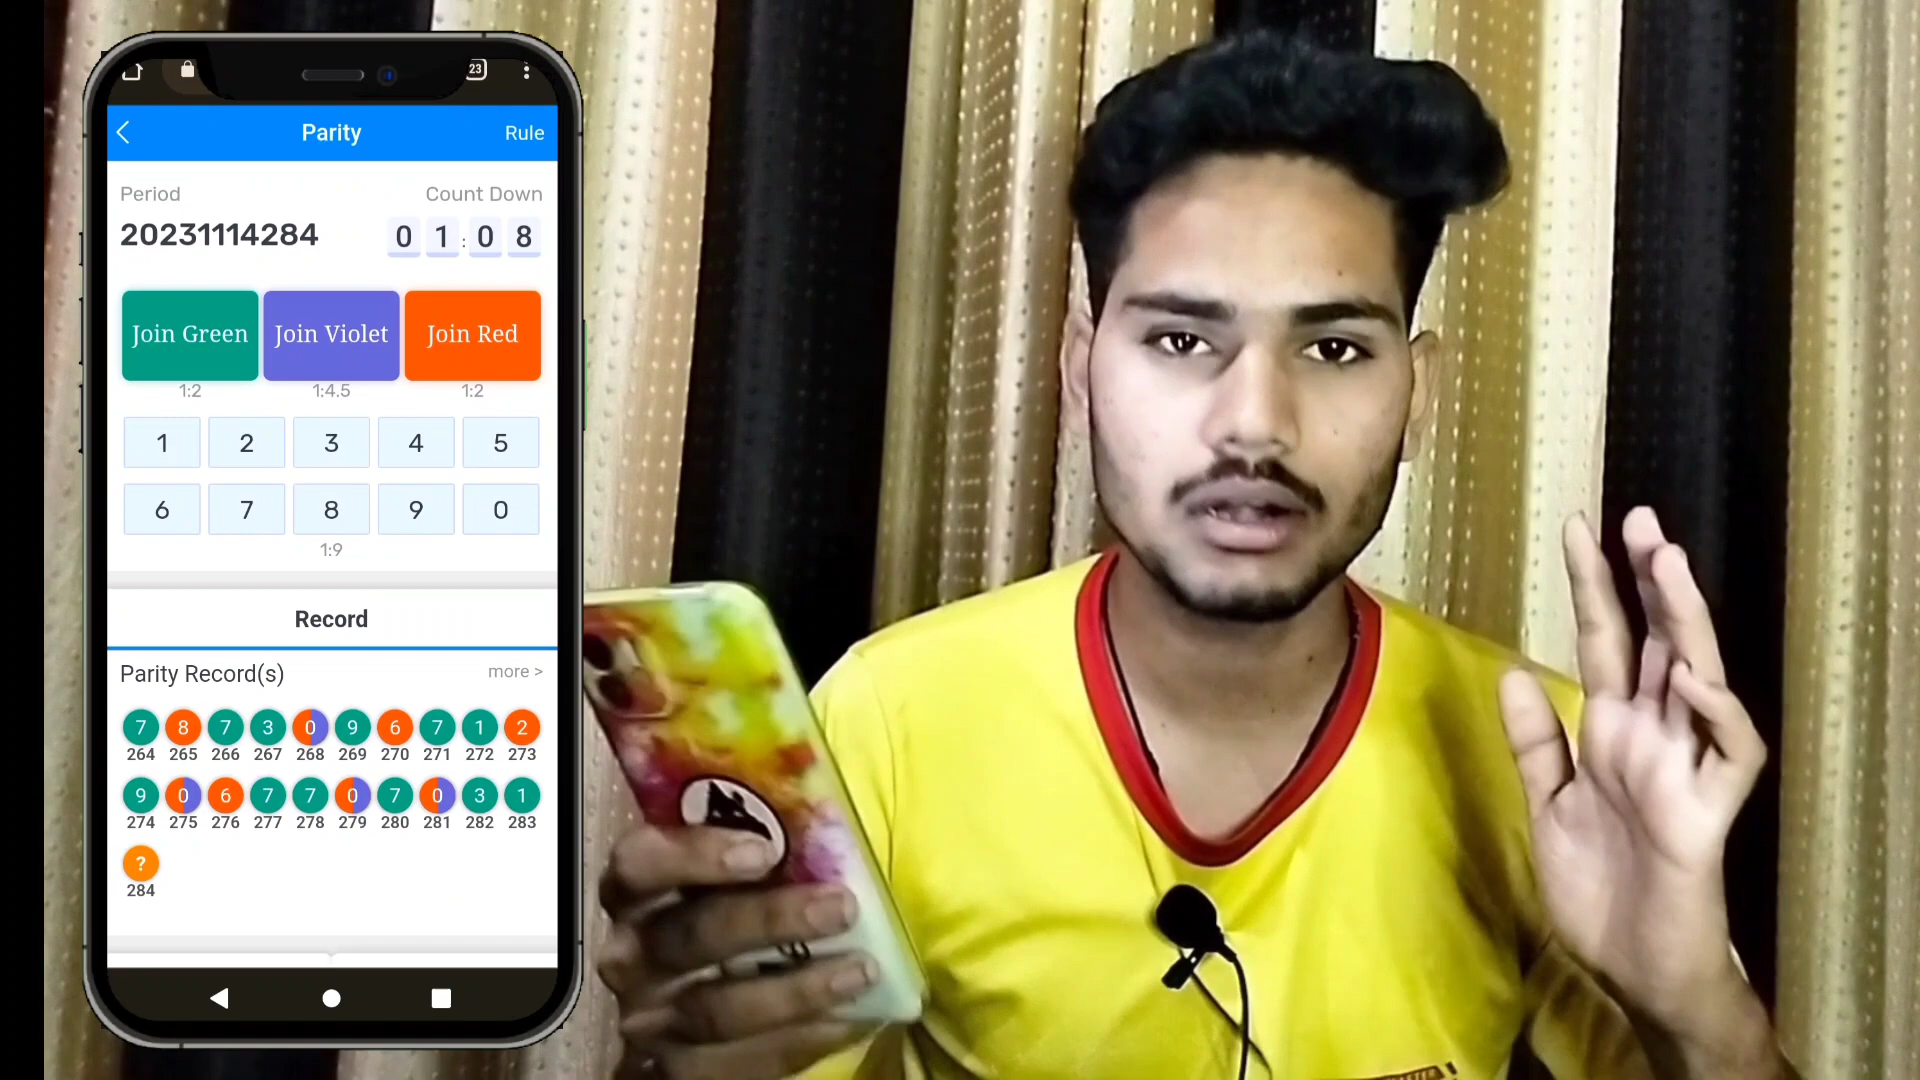 23
Parity Rule
Period Count Down
20231114284 0 1 : 0 8
Join Green Join Violet Join Red
1:2 1:4.5 1:2
1 2 3 4 5
6 7 8 9 0
1:9
Record
Parity Record(s) more >
7 8 7 3 0 9 6 7 1 2
264 265 266 267 268 269 270 271 272 273
9 0 6 7 7 0 7 0 3 1
274 275 276 277 278 279 280 281 282 283
?
284